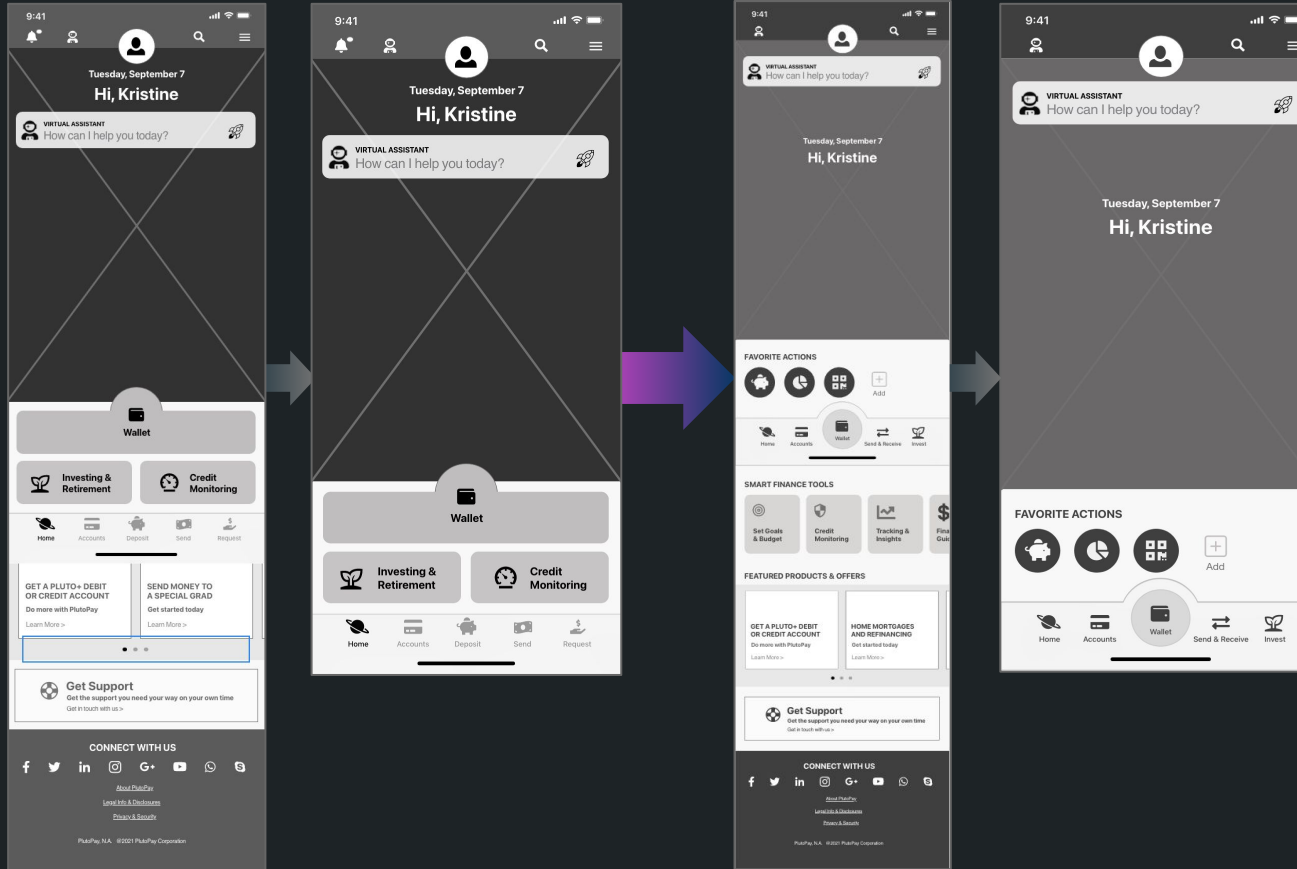 9:41
Tuesday, September 7
Hi, Kristine
VIRTUAL ASSISTANT
How can I help you today?
Wallet
Investing &
Retirement
Credit
Monitoring
Home
Accounts
Deposit
Send
Request
GET A PLUTO+ DEBIT
OR CREDIT ACCOUNT
Do more with PlutoPay
Learn More >
SEND MONEY TO
A SPECIAL GRAD
Get started today
Learn More >
Get Support
Get the support you need your way on your own time
Get in touch with us >
CONNECT WITH US
About PlutoPay
Legal Info & Disclosures
Privacy & Security
PlutoPay, N.A. ©2021 PlutoPay Corporation
9:41
Tuesday, September 7
Hi, Kristine
VIRTUAL ASSISTANT
How can I help you today?
Wallet
Investing &
Retirement
Credit
Monitoring
Home
Accounts
Deposit
Send
Request
9:41
VIRTUAL ASSISTANT
How can I help you today?
Tuesday, September 7
Hi, Kristine
FAVORITE ACTIONS
Add
Home
Accounts
Wallet
Send & Receive
Invest
SMART FINANCE TOOLS
Set Goals
& Budget
Credit
Monitoring
Tracking &
Insights
Fina
Guid
FEATURED PRODUCTS & OFFERS
GET A PLUTO+ DEBIT
OR CREDIT ACCOUNT
Do more with PlutoPay
Learn More >
HOME MORTGAGES
AND REFINANCING
Get started today
Learn More >
Get Support
Get the support you need your way on your own time
Get in touch with us >
CONNECT WITH US
About PlutoPay
Legal Info & Disclosures
Privacy & Security
PlutoPay, N.A. ©2021 PlutoPay Corporation
9:41
VIRTUAL ASSISTANT
How can I help you today?
Tuesday, September 7
Hi, Kristine
FAVORITE ACTIONS
Add
Home
Accounts
Wallet
Send & Receive
Invest